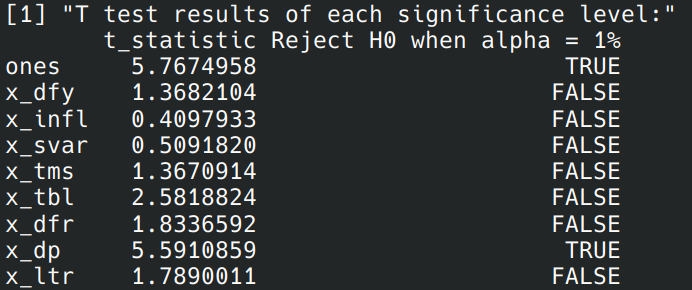 [1] "T test results of each significance level:"
t_statistic Reject H0 when alpha = 1%
ones 5.7674958 TRUE
x_dfy 1.3682104 FALSE
x_infl 0.4097933 FALSE
x_svar 0.5091820 FALSE
x_tms 1.3670914 FALSE
x_tbl 2.5818824 FALSE
x_dfr 1.8336592 FALSE
x_dp 5.5910859 TRUE
x_ltr 1.7890011 FALSE